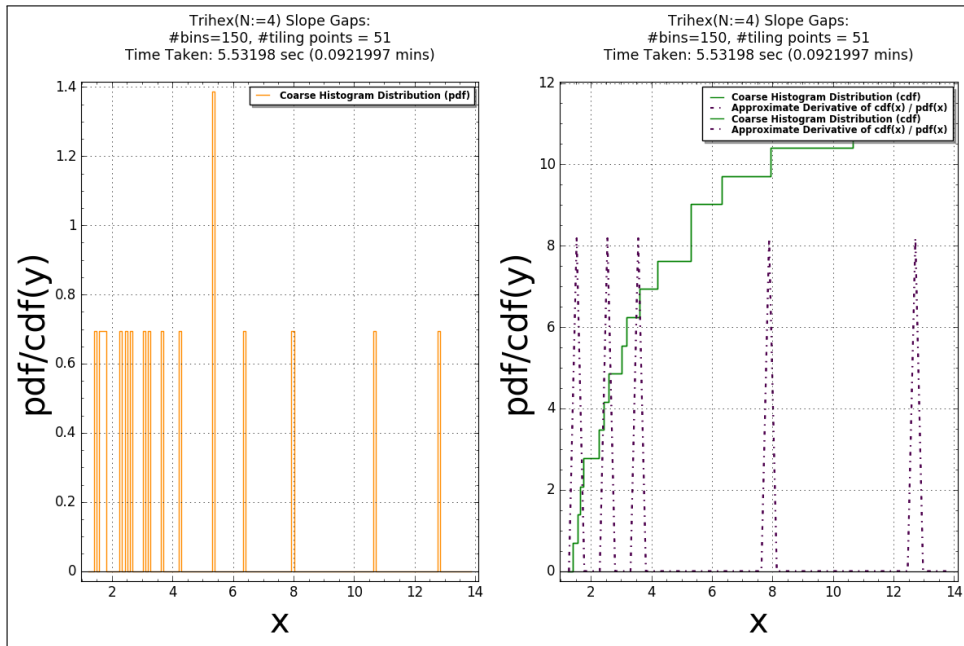 Trihex(N:=4) Slope Gaps:
#bins=150, #tiling points = 51
Time Taken: 5.53198 sec (0.0921997 mins)
1.4
1.2
1
0.8
0.6
0.4
0.2
0
pdf/cdf(y)
Coarse Histogram Distribution (pdf)
2 4 6 8 10 12 14
x
Trihex(N:=4) Slope Gaps:
#bins=150, #tiling points = 51
Time Taken: 5.53198 sec (0.0921997 mins)
12
10
8
6
4
2
0
pdf/cdf(y)
Coarse Histogram Distribution (cdf)
Approximate Derivative of cdf(x) / pdf(x)
Coarse Histogram Distribution (cdf)
Approximate Derivative of cdf(x) / pdf(x)
2 4 6 8 10 12 14
x